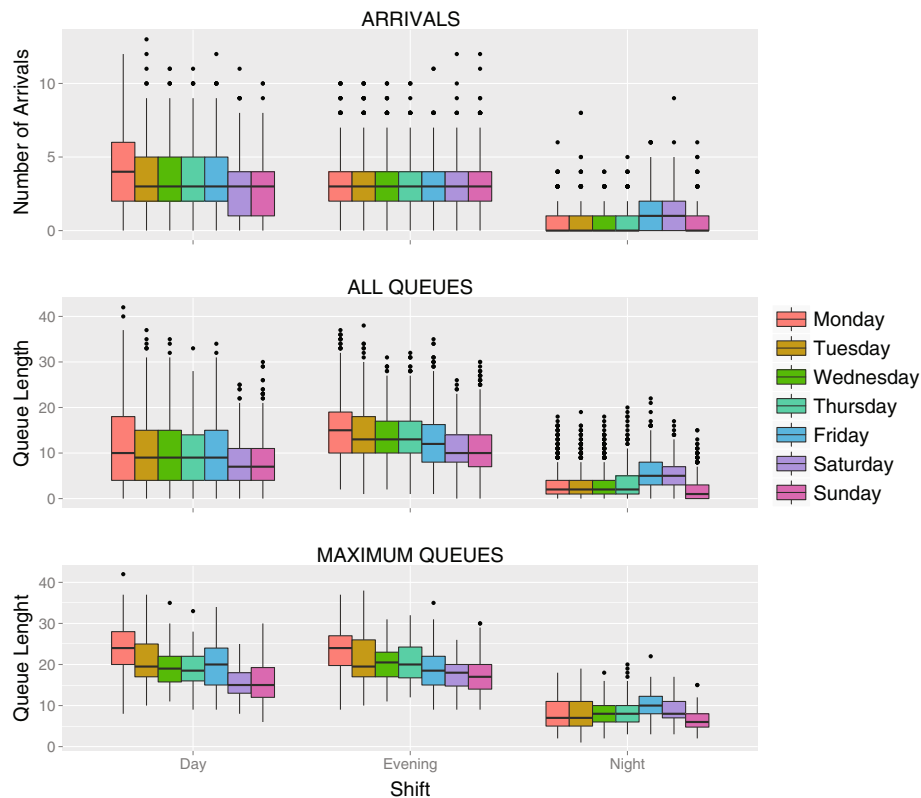 ARRIVALS
Number of Arrivals
10
5
0
ALL QUEUES
Queue Length
40
30
20
10
0
Monday
Tuesday
Wednesday
Thursday
Friday
Saturday
Sunday
MAXIMUM QUEUES
Queue Lenght
40
30
20
10
0
Day
Evening
Night
Shift